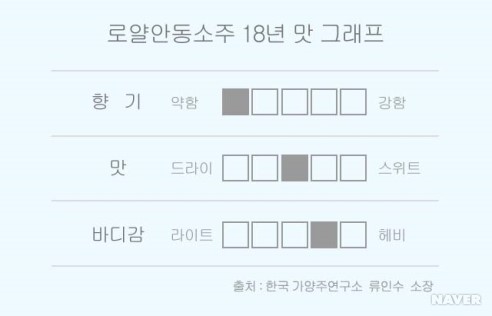 로얄안동소주 18년 맛 그래프
향 기 약함 강함
맛 드라이 스위트
바디감 라이트 헤비
출처 : 한국 가양주연구소 류인수 소장
NAVER